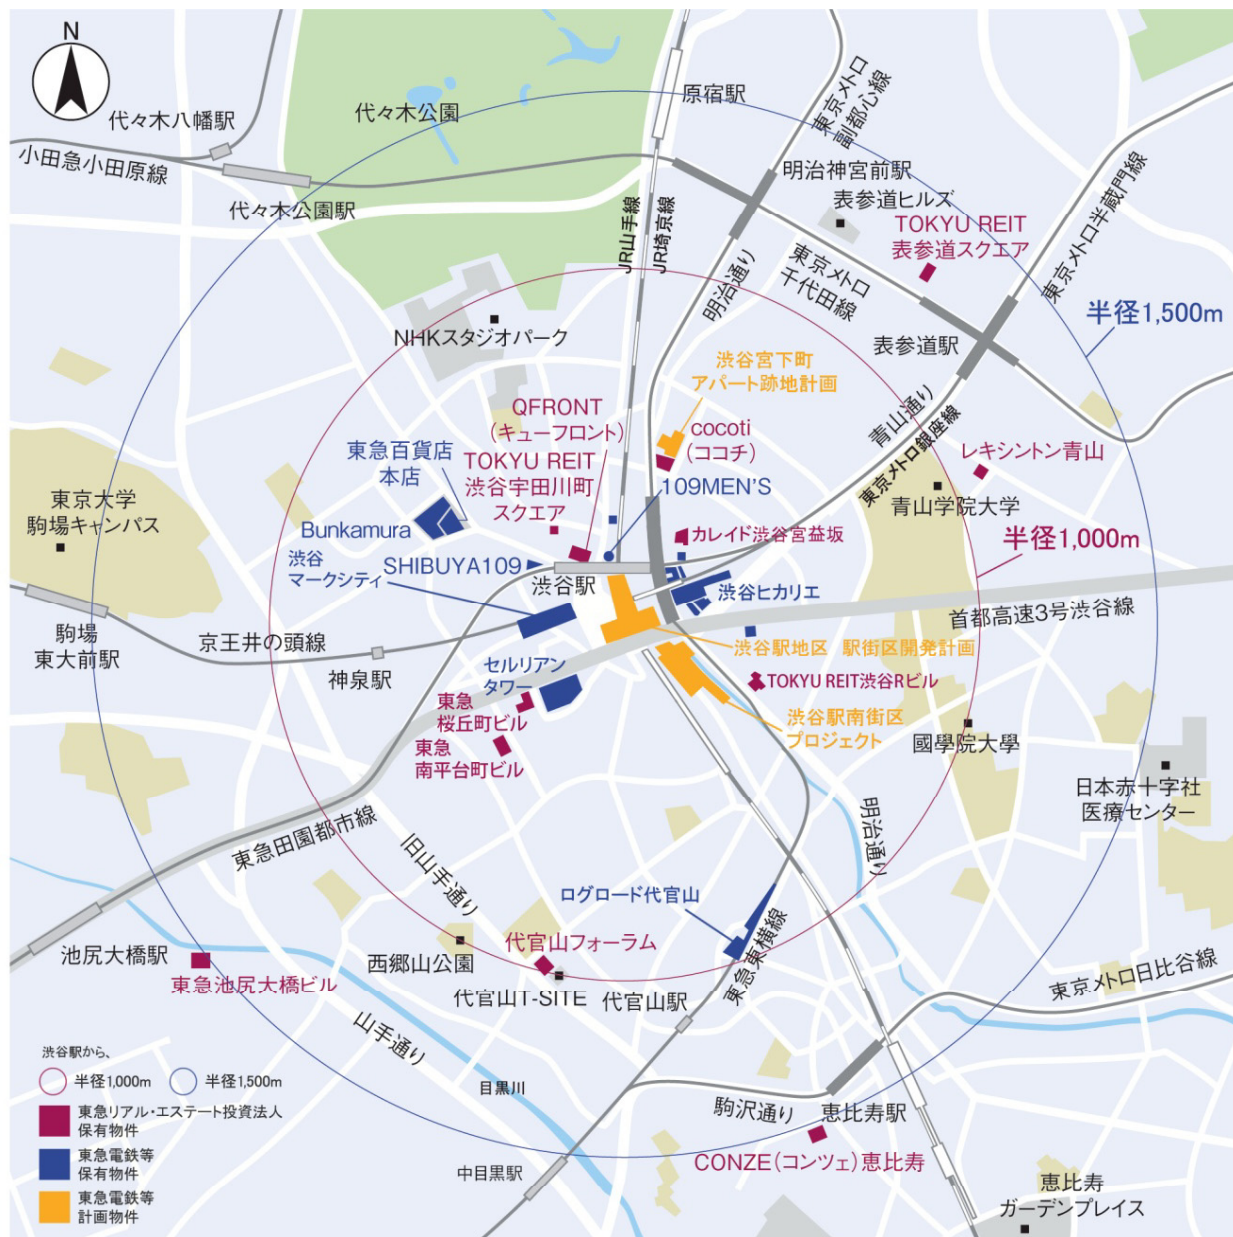 N
代々木八幡駅
小田急小田原線
代々木公園駅
代々木公園
原宿駅
東京メトロ
副都心線
明治神宮前駅
表参道ヒルズ
TOKYU REIT
表参道スクエア
東京メトロ半蔵門線
JR山手線
JR埼京線
明治通り
東京メトロ
千代田線
半径1,500m
表参道駅
NHKスタジオパーク
渋谷宮下町
アパート跡地計画
QFRONT
（キューフロント）
cocoti
（ココチ）
青山通り
東京メトロ銀座線
レキシントン青山
東急百貨店
本店
TOKYU REIT
渋谷宇田川町
スクエア
109MEN'S
青山学院大学
東京大学
駒場キャンパス
Bunkamura
カレイド渋谷宮益坂
半径1,000m
渋谷
マークシティ
SHIBUYA109
渋谷駅
渋谷ヒカリエ
首都高速3号渋谷線
駒場
東大前駅
京王井の頭線
神泉駅
セルリアン
タワー
渋谷駅地区 駅街区開発計画
TOKYU REIT渋谷Rビル
東急
桜丘町ビル
渋谷駅南街区
プロジェクト
國學院大學
東急
南平台町ビル
日本赤十字社
医療センター
東急田園都市線
旧山手通り
明治通り
ログロード代官山
池尻大橋駅
東急池尻大橋ビル
西郷山公園
代官山フォーラム
代官山T-SITE
代官山駅
東急東横線
東京メトロ日比谷線
山手通り
目黒川
駒沢通り
恵比寿駅
CONZE（コンツェ）恵比寿
中目黒駅
恵比寿
ガーデンプレイス
渋谷駅から、
半径1,000m
半径1,500m
東急リアル・エステート投資法人
保有物件
東急電鉄等
保有物件
東急電鉄等
計画物件